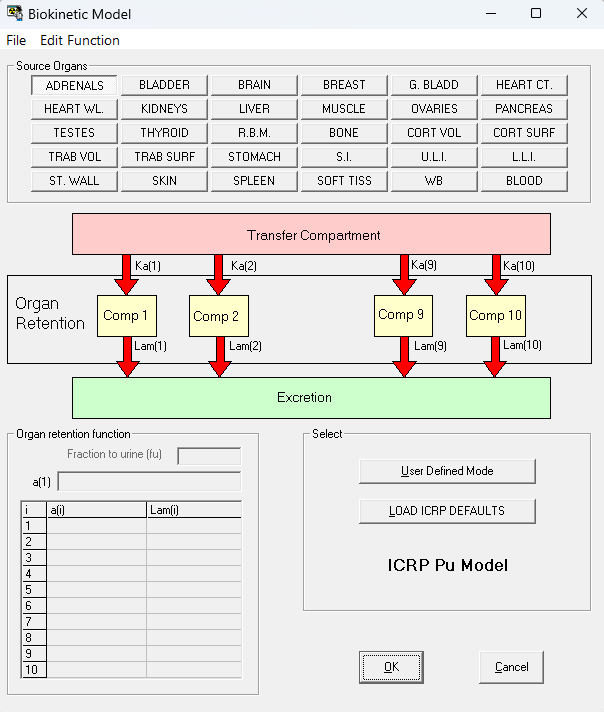 Biokinetic Model
File Edit Function
Source Organs
ADRENALS BLADDER BRAIN BREAST G. BLADD HEART CT.
HEART WL. KIDNEYS LIVER MUSCLE OVARIES PANCREAS
TESTES THYROID R.B.M. BONE CORT VOL CORT SURF
TRAB VOL TRAB SURF STOMACH S.I. U.L.I. L.L.I.
ST. WALL SKIN SPLEEN SOFT TISS WB BLOOD
Transfer Compartment
Ka(1) Ka(2) Ka(9) Ka(10)
Organ
Retention
Comp 1 Comp 2 Comp 9 Comp 10
Lam(1) Lam(2) Lam(9) Lam(10)
Excretion
Organ retention function
Fraction to urine (fu)
a(1)
i a(i) Lam(i)
1
2
3
4
5
6
7
8
9
10
Select
User Defined Mode
LOAD ICRP DEFAULTS
ICRP Pu Model
OK Cancel